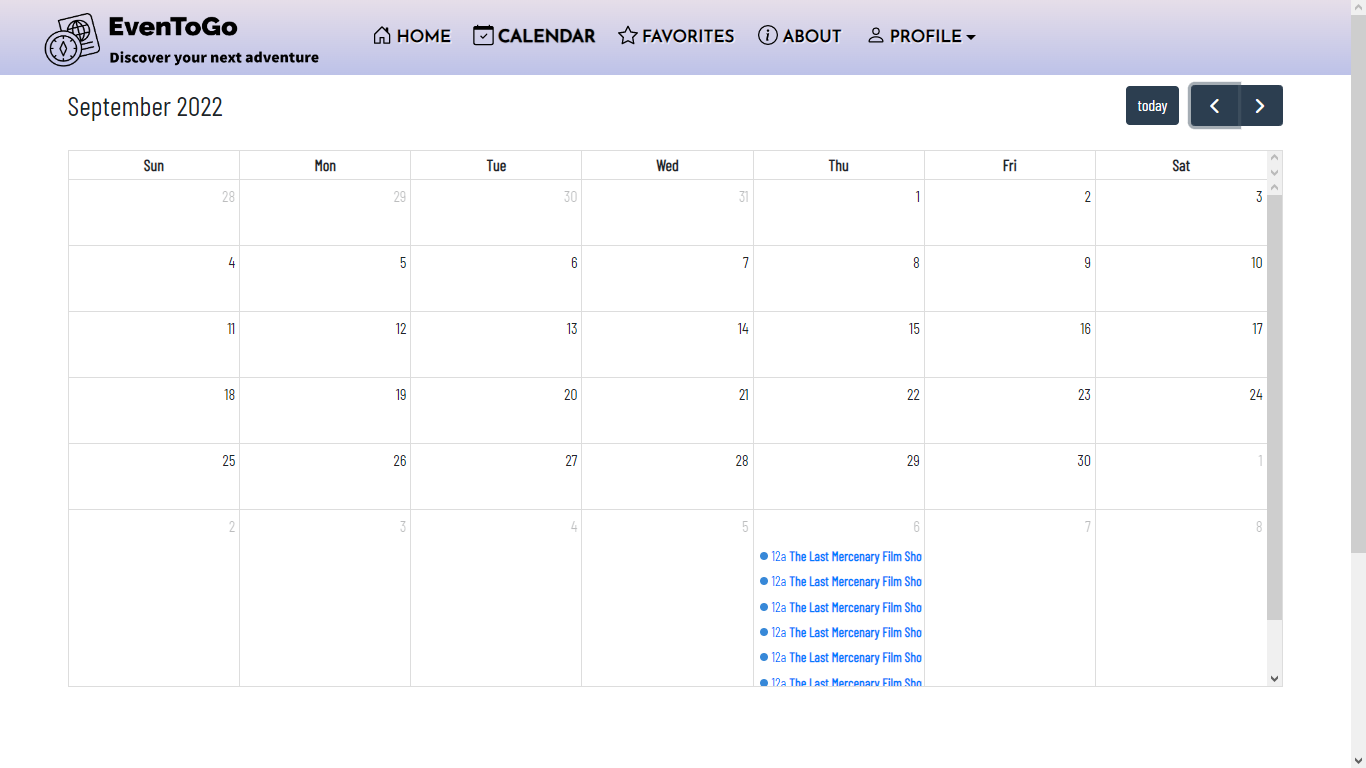 EvenToGo
Discover your next adventure
HOME CALENDAR FAVORITES ABOUT PROFILE
September 2022
today
Sun Mon Tue Wed Thu Fri Sat
28 29 30 31 1 2 3
4 5 6 7 8 9 10
11 12 13 14 15 16 17
18 19 20 21 22 23 24
25 26 27 28 29 30 1
2 3 4 5 6 7 8
12a The Last Mercenary Film Sho
12a The Last Mercenary Film Sho
12a The Last Mercenary Film Sho
12a The Last Mercenary Film Sho
12a The Last Mercenary Film Sho
12a The Last Mercenary Film Sho